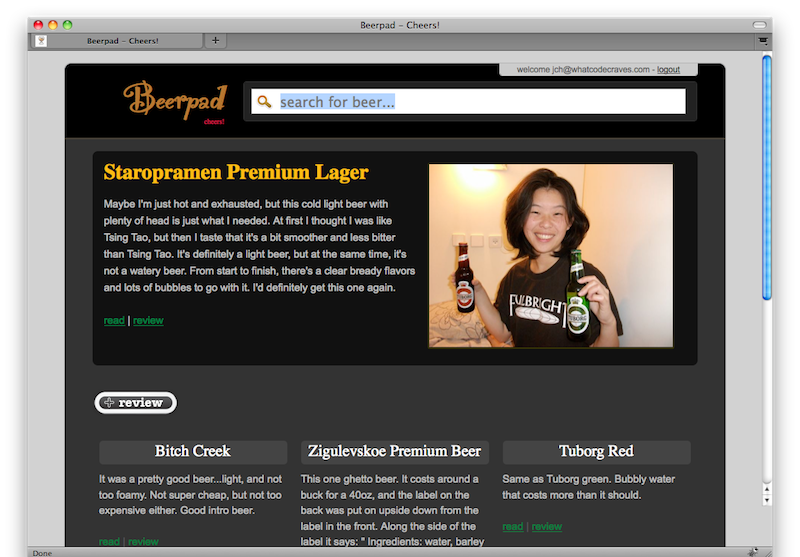 Beerpad – Cheers!
Beerpad – Cheers!
welcome jch@whatcodecraves.com - logout
Beerpad
cheers!
search for beer...
Staropramen Premium Lager
Maybe I'm just hot and exhausted, but this cold light beer with
plenty of head is just what I needed. At first I thought I was like
Tsing Tao, but then I taste that it's a bit smoother and less bitter
than Tsing Tao. It's definitely a light beer, but at the same time, it's
not a watery beer. From start to finish, there's a clear bready flavors
and lots of bubbles to go with it. I'd definitely get this one again.
read | review
FULBRIGHT
TUBORG
review
Bitch Creek
It was a pretty good beer...light, and not
too foamy. Not super cheap, but not too
expensive either. Good intro beer.
read | review
Zigulevskoe Premium Beer
This one ghetto beer. It costs around a
buck for a 40oz, and the label on the
back was put on upside down from the
label in the front. Along the side of the
label it says: " Ingredients: water, barley
Tuborg Red
Same as Tuborg green. Bubbly water
that costs more than it should.
read | review
Done